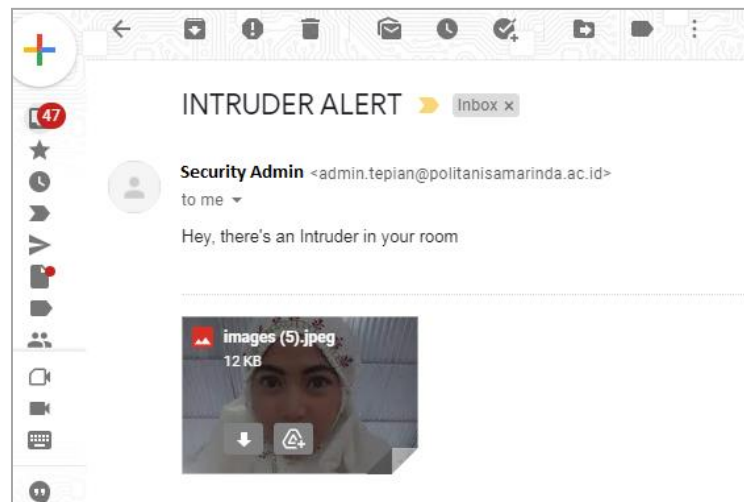 INTRUDER ALERT
Inbox x
47
Security Admin <admin.tepian@politanisamarinda.ac.id>
to me
Hey, there's an Intruder in your room
images (5).jpeg
12 KB